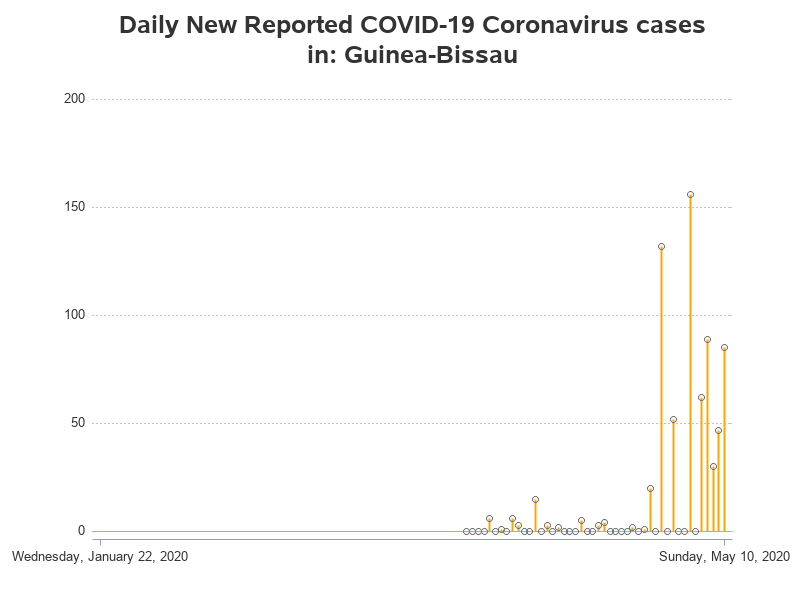 Daily New Reported COVID-19 Coronavirus cases
in: Guinea-Bissau
200
150
100
50
0
Wednesday, January 22, 2020
Sunday, May 10, 2020